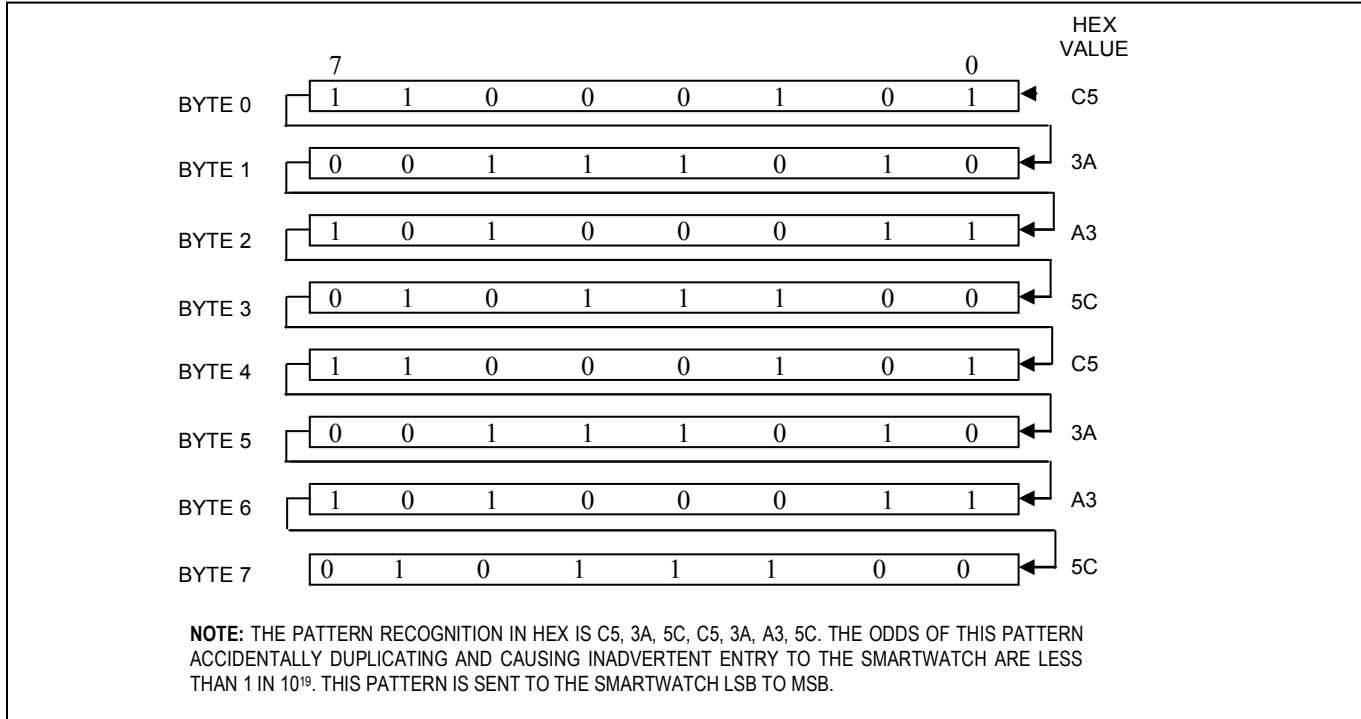 HEX
VALUE
7 0
BYTE 0 1 1 0 0 0 1 0 1 C5
BYTE 1 0 0 1 1 1 0 1 0 3A
BYTE 2 1 0 1 0 0 0 1 1 A3
BYTE 3 0 1 0 1 1 1 0 0 5C
BYTE 4 1 1 0 0 0 1 0 1 C5
BYTE 5 0 0 1 1 1 0 1 0 3A
BYTE 6 1 0 1 0 0 0 1 1 A3
BYTE 7 0 1 0 1 1 1 0 0 5C
NOTE: THE PATTERN RECOGNITION IN HEX IS C5, 3A, 5C, C5, 3A, A3, 5C. THE ODDS OF THIS PATTERN
ACCIDENTALLY DUPLICATING AND CAUSING INADVERTENT ENTRY TO THE SMARTWATCH ARE LESS
THAN 1 IN 10¹⁹. THIS PATTERN IS SENT TO THE SMARTWATCH LSB TO MSB.